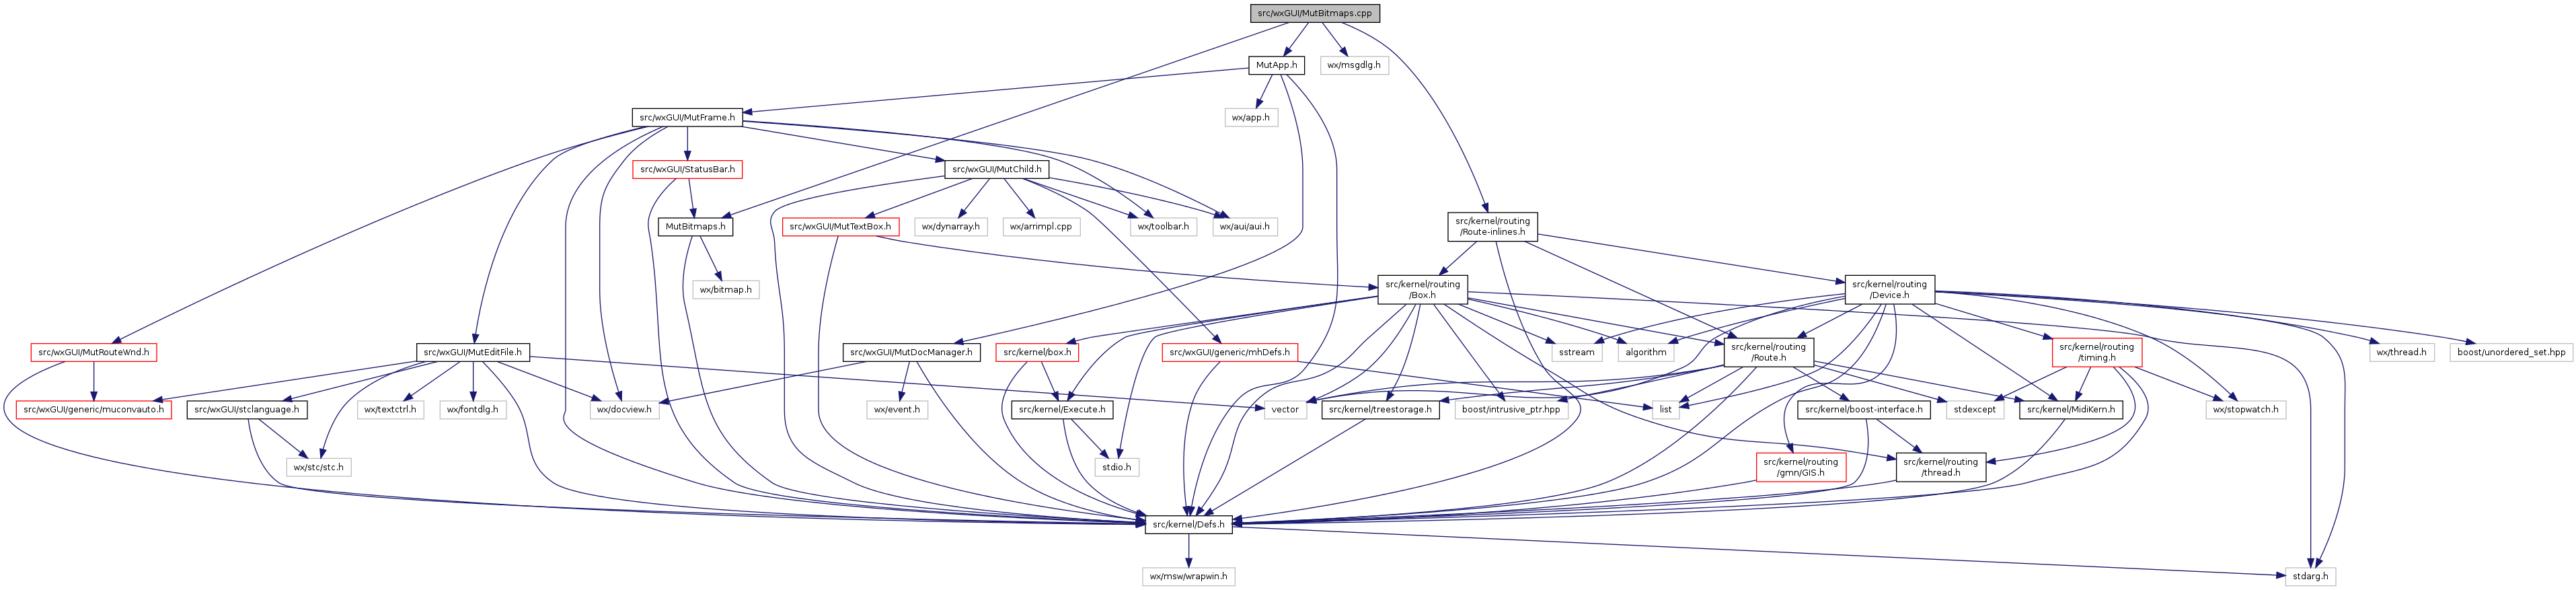 src/wxGUI/MutBitmaps.cpp
MutApp.h
wx/msgdlg.h
src/wxGUI/MutFrame.h
wx/app.h
src/wxGUI/StatusBar.h
src/wxGUI/MutChild.h
MutBitmaps.h
src/wxGUI/MutTextBox.h
wx/dynarray.h
wx/arrimpl.cpp
wx/toolbar.h
wx/aui/aui.h
src/kernel/routing
/Route-inlines.h
wx/bitmap.h
src/kernel/routing
/Box.h
src/kernel/routing
/Device.h
src/wxGUI/MutRouteWnd.h
src/wxGUI/MutEditFile.h
src/wxGUI/MutDocManager.h
src/kernel/box.h
src/wxGUI/generic/mhDefs.h
sstream
algorithm
src/kernel/routing
/Route.h
src/kernel/routing
/timing.h
wx/thread.h
boost/unordered_set.hpp
src/wxGUI/generic/muconvauto.h
src/wxGUI/stclanguage.h
wx/textctrl.h
wx/fontdlg.h
wx/docview.h
wx/event.h
src/kernel/Execute.h
vector
src/kernel/treestorage.h
boost/intrusive_ptr.hpp
list
src/kernel/boost-interface.h
stdexcept
src/kernel/MidiKern.h
wx/stopwatch.h
wx/stc/stc.h
stdio.h
src/kernel/routing
/gmn/GIS.h
src/kernel/routing
/thread.h
src/kernel/Defs.h
wx/msw/wrapwin.h
stdarg.h